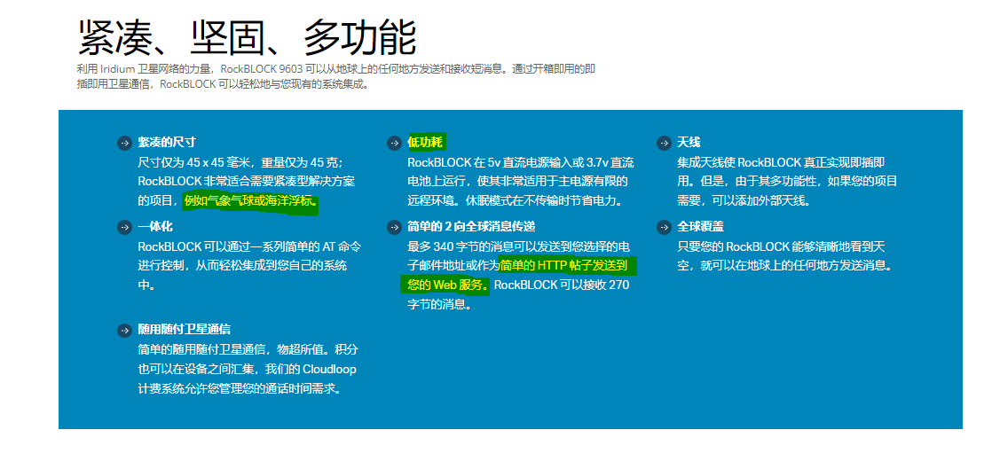 紧凑、坚固、多功能
利用 Iridium 卫星网络的力量，RockBLOCK 9603 可以从地球上的任何地方发送和接收短消息。通过开箱即用的即
插即用卫星通信，RockBLOCK 可以轻松地与您现有的系统集成。
紧凑的尺寸
尺寸仅为 45 x 45 毫米，重量仅为 45 克；
RockBLOCK 非常适合需要紧凑型解决方案
的项目，例如气象气球或海洋浮标。
低功耗
RockBLOCK 在 5v 直流电源输入或 3.7v 直流
电池上运行，使其非常适用于主电源有限的
远程环境。休眠模式在不传输时节省电力。
天线
集成天线使 RockBLOCK 真正实现即插即
用。但是，由于其多功能性，如果您的项目
需要，可以添加外部天线。
一体化
RockBLOCK 可以通过一系列简单的 AT 命令
进行控制，从而轻松集成到您自己的系统
中。
简单的 2 向全球消息传递
最多 340 字节的消息可以发送到您选择的电
子邮件地址或作为简单的 HTTP 帖子发送到
您的 Web 服务。RockBLOCK 可以接收 270
字节的消息。
全球覆盖
只要您的 RockBLOCK 能够清晰地看到天
空，就可以在地球上的任何地方发送消息。
随用随付卫星通信
简单的随用随付卫星通信，物超所值。积分
也可以在设备之间汇集，我们的 Cloudloop
计费系统允许您管理您的通话时间需求。